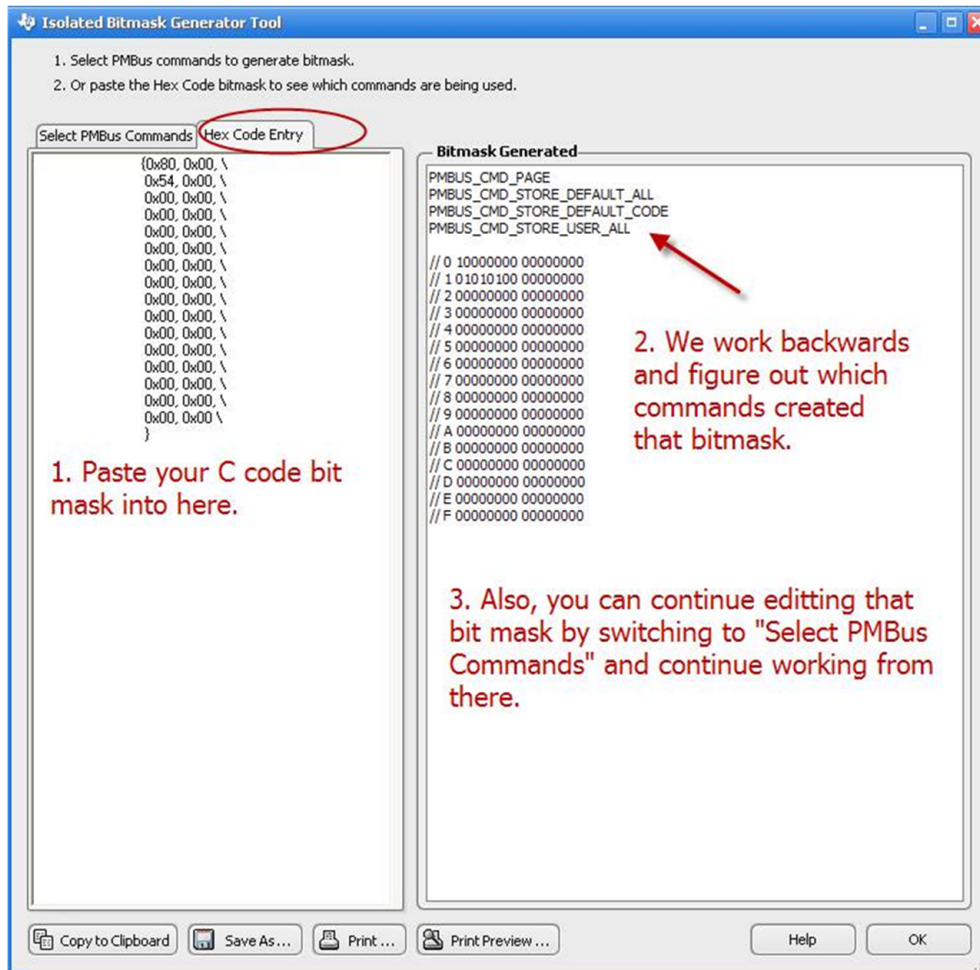 Isolated Bitmask Generator Tool
1. Select PMBus commands to generate bitmask.
2. Or paste the Hex Code bitmask to see which commands are being used.
Select PMBus Commands
Hex Code Entry
{0x80, 0x00, \
0x54, 0x00, \
0x00, 0x00, \
0x00, 0x00, \
0x00, 0x00, \
0x00, 0x00, \
0x00, 0x00, \
0x00, 0x00, \
0x00, 0x00, \
0x00, 0x00, \
0x00, 0x00, \
0x00, 0x00, \
0x00, 0x00, \
0x00, 0x00, \
0x00, 0x00, \
0x00, 0x00 \
}
1. Paste your C code bit
mask into here.
Bitmask Generated
PMBUS_CMD_PAGE
PMBUS_CMD_STORE_DEFAULT_ALL
PMBUS_CMD_STORE_DEFAULT_CODE
PMBUS_CMD_STORE_USER_ALL
// 0 10000000 00000000
// 1 01010100 00000000
// 2 00000000 00000000
// 3 00000000 00000000
// 4 00000000 00000000
// 5 00000000 00000000
// 6 00000000 00000000
// 7 00000000 00000000
// 8 00000000 00000000
// 9 00000000 00000000
// A 00000000 00000000
// B 00000000 00000000
// C 00000000 00000000
// D 00000000 00000000
// E 00000000 00000000
// F 00000000 00000000
2. We work backwards
and figure out which
commands created
that bitmask.
3. Also, you can continue editting that
bit mask by switching to "Select PMBus
Commands" and continue working from
there.
Copy to Clipboard
Save As...
Print ...
Print Preview ...
Help
OK